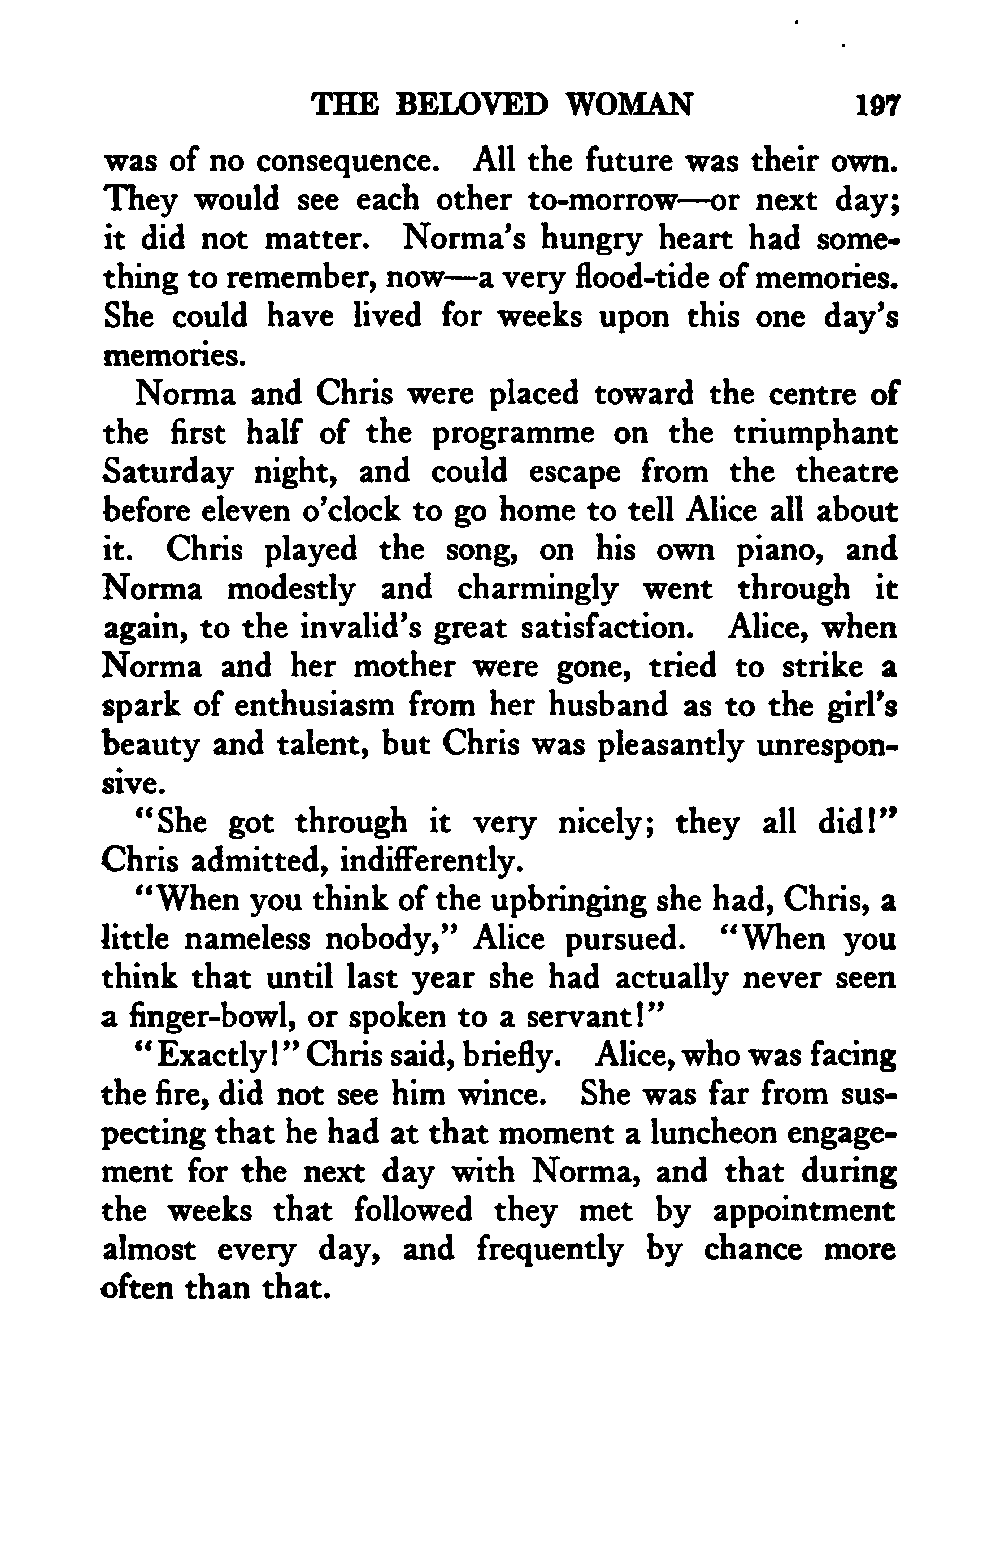 THE BELOVED WOMAN 197
was of no consequence. All the future was their own.
They would see each other to-morrow—or next day;
it did not matter. Norma's hungry heart had some-
thing to remember, now—a very flood-tide of memories.
She could have lived for weeks upon this one day's
memories.
Norma and Chris were placed toward the centre of
the first half of the programme on the triumphant
Saturday night, and could escape from the theatre
before eleven o'clock to go home to tell Alice all about
it. Chris played the song, on his own piano, and
Norma modestly and charmingly went through it
again, to the invalid's great satisfaction. Alice, when
Norma and her mother were gone, tried to strike a
spark of enthusiasm from her husband as to the girl's
beauty and talent, but Chris was pleasantly unrespon-
sive.
"She got through it very nicely; they all did!"
Chris admitted, indifferently.
"When you think of the upbringing she had, Chris, a
little nameless nobody," Alice pursued. "When you
think that until last year she had actually never seen
a finger-bowl, or spoken to a servant!"
"Exactly!" Chris said, briefly. Alice, who was facing
the fire, did not see him wince. She was far from sus-
pecting that he had at that moment a luncheon engage-
ment for the next day with Norma, and that during
the weeks that followed they met by appointment
almost every day, and frequently by chance more
often than that.